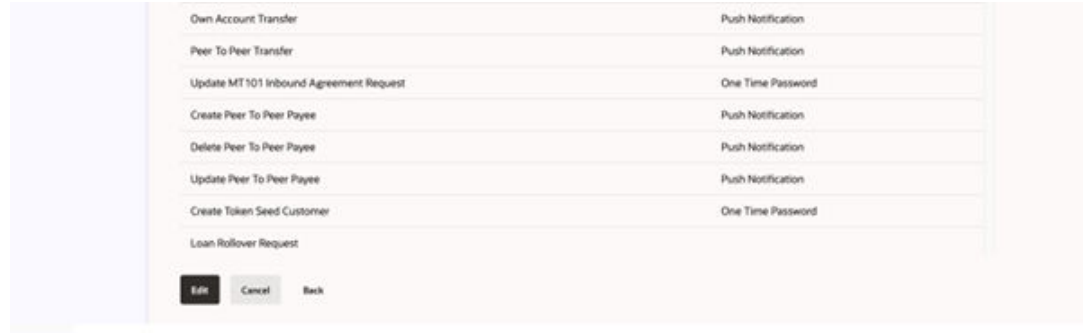 Own Account Transfer Push Notification
Peer To Peer Transfer Push Notification
Update MT101 Inbound Agreement Request One Time Password
Create Peer To Peer Payee Push Notification
Delete Peer To Peer Payee Push Notification
Update Peer To Peer Payee Push Notification
Create Token Seed Customer One Time Password
Loan Rollover Request
Edit Cancel Back